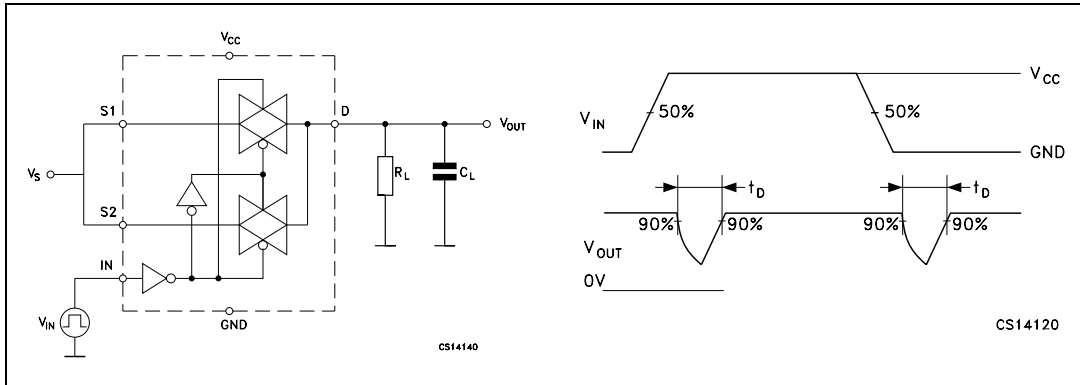 VCC
S1
D
VOUT
VS
RL
CL
S2
IN
VIN
GND
CS14140
VCC
50%
50%
VIN
GND
tD
tD
90%
90%
90%
90%
VOUT
0V
CS14120